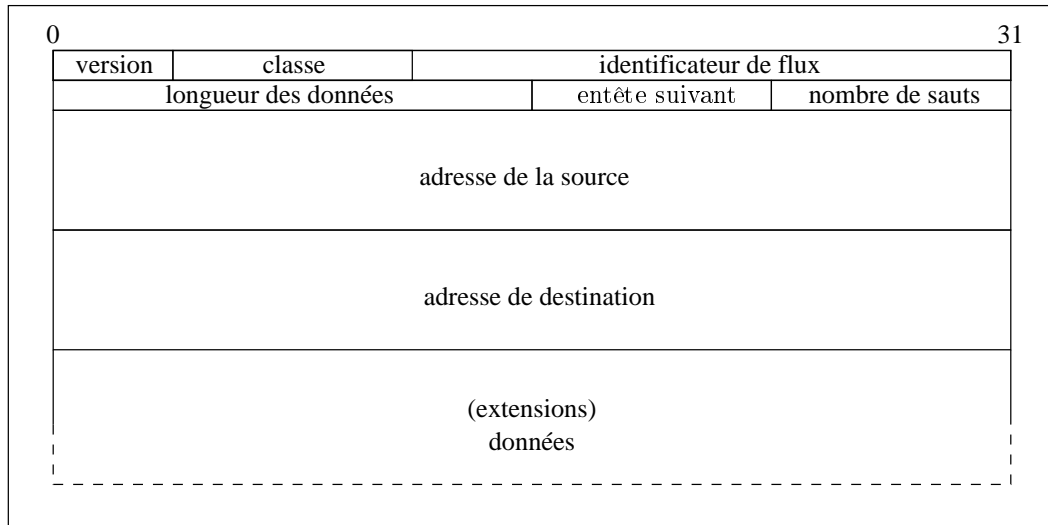 0 31
version classe identificateur de flux
longueur des données entête suivant nombre de sauts
adresse de la source
adresse de destination
(extensions)
données